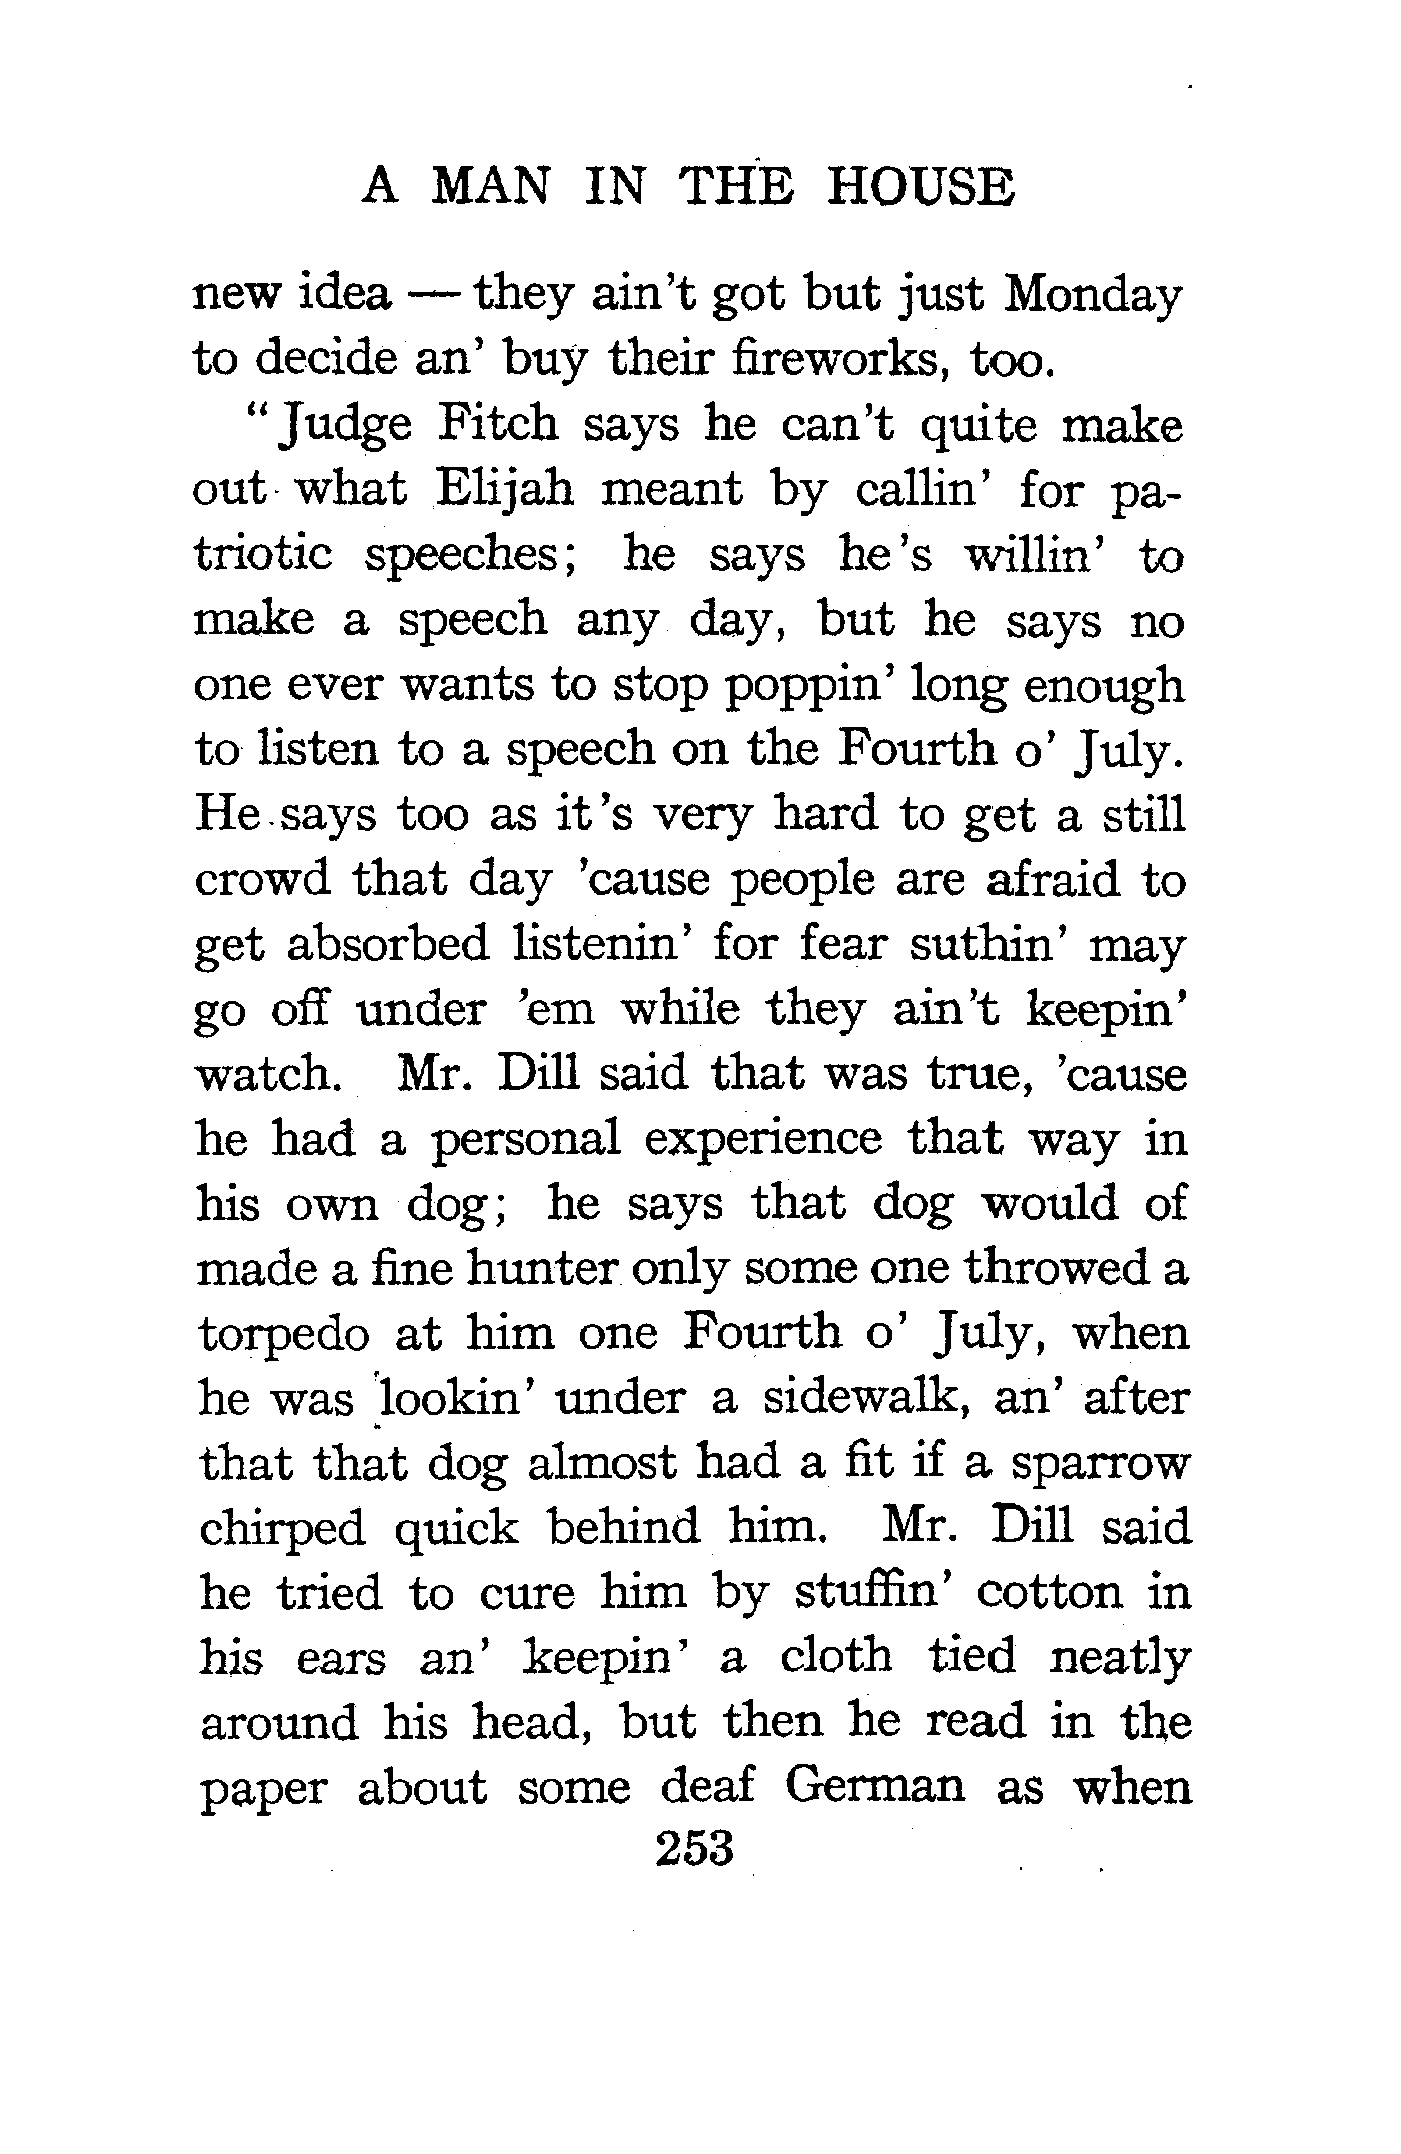 A MAN IN THE HOUSE
new idea — they ain't got but just Monday
to decide an' buy their fireworks, too.
"Judge Fitch says he can't quite make
out what Elijah meant by callin' for pa-
triotic speeches; he says he's willin' to
make a speech any day, but he says no
one ever wants to stop poppin' long enough
to listen to a speech on the Fourth o' July.
He says too as it's very hard to get a still
crowd that day 'cause people are afraid to
get absorbed listenin' for fear suthin' may
go off under 'em while they ain't keepin'
watch. Mr. Dill said that was true, 'cause
he had a personal experience that way in
his own dog; he says that dog would of
made a fine hunter only some one throwed a
torpedo at him one Fourth o' July, when
he was lookin' under a sidewalk, an' after
that that dog almost had a fit if a sparrow
chirped quick behind him. Mr. Dill said
he tried to cure him by stuffin' cotton in
his ears an' keepin' a cloth tied neatly
around his head, but then he read in the
paper about some deaf German as when
253